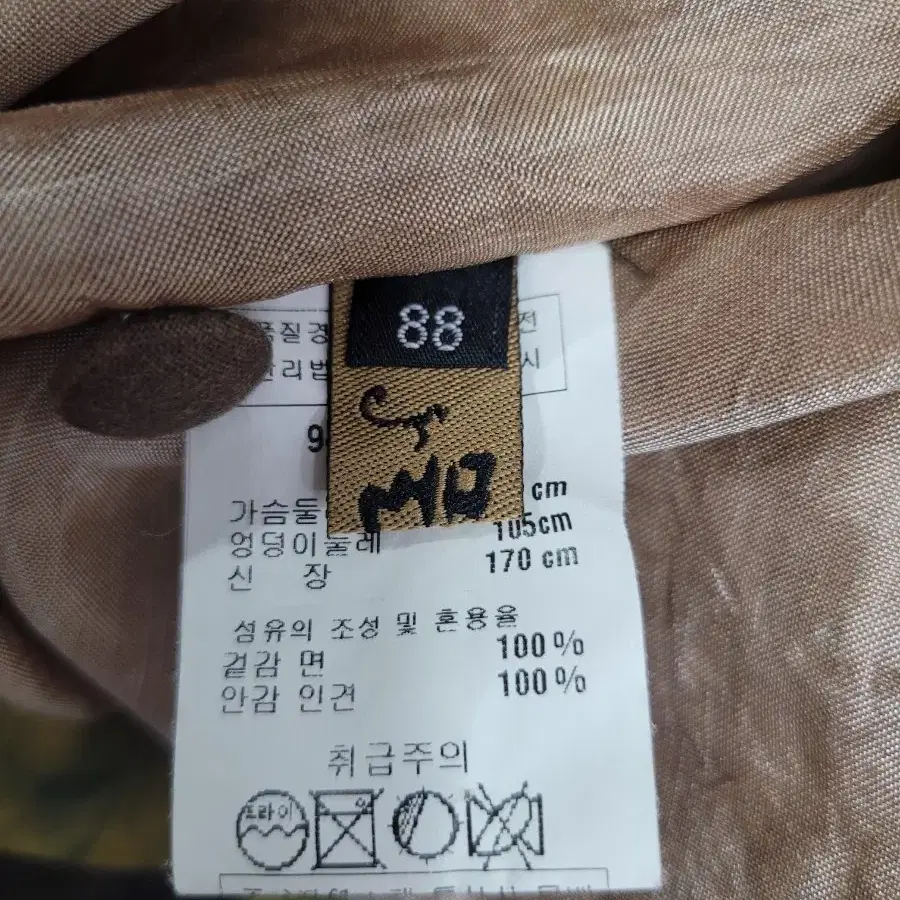 88
품질경 전
관리법 시
MYO
가슴둘 cm
엉덩이둘레 105cm
신 장 170 cm
섬유의 조성 및 혼용율
겉감 면 100 %
안감 인견 100 %
취급주의
드라이